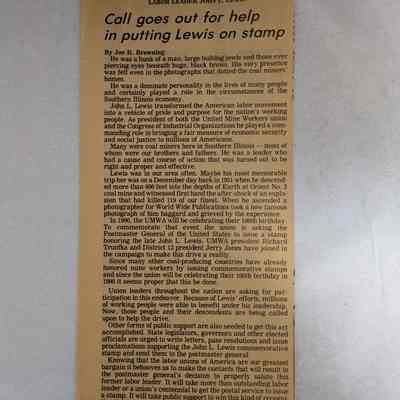 LABOR LEADER JOHN L.
Call goes out for help
in putting Lewis on stamp
By Joe R. Browning
He was a hunk of a man, large building jewls and those ever
piercing eyes beneath huge, black brows. His very presence
was felt even in the photographs that dotted the coal miners'
homes.
He was a dominate personality in the lives of many people
and certainly played a role in the circumstances of the
Southern Illinois economy.
John L. Lewis transformed the American labor movement
into a vehicle of pride and purpose for the nation's working
people. As president of both the United Mine Workers union
and the Congress of Industrial Organizations he played a com-
manding role in bringing a fair measure of economic security
and social justice to millions of Americans.
Many were coal miners here in Southern Illinois — most of
whom were our brothers and fathers. He was a leader who
had a cause and course of action that was turned out to be
right and proper and effective.
Lewis was in our area often. Maybe his most memorable
trip her was on a December day back in 1951 when he descend-
ed more than 600 feet into the depths of Earth at Orient No. 2
coal mine and witnessed first hand the after shock of an explo-
sion that had killed 119 of our finest. When he ascended a
photographer for World Wide Publications took a now famous
photograph of him haggard and grieved by the experience.
In 1990, the UMWA will be celebrating their 100th birthday.
To commemorate that event the union is asking the
Postmaster General of the United States to issue a stamp
honoring the late John L. Lewis. UMWA president Richard
Trumka and District 12 president Jerry Jones have joined in
the campaign to make this drive a reality.
Since many other coal-producing countries have already
honored mine workers by issuing commemorative stamps
and since the union will be celebrating their 100th birthday in
1990 it seems proper that this be done.
Union leaders throughout the nation are asking for par-
ticipation in this endeavor. Because of Lewis' efforts, millions
of working people were able to benefit under his leadership.
Now, those people and their descendants are being called
upon to help the drive.
Other forms of public support are also needed to get this act
accomplished. State legislators, governors and other elected
officials are urged to write letters, pass resolutions and issue
proclamations supporting the John L. Lewis commemorative
stamp and send them to the postmaster general.
Knowing that the labor unions of America are our greatest
bargain it behooves us to make the contacts that will result in
the postmaster general's decision to properly salute this
former labor leader. It will take more than outstanding labor
leader or a union's centennial to get the postal service to issue
a stamp. It will take public support to win this kind of